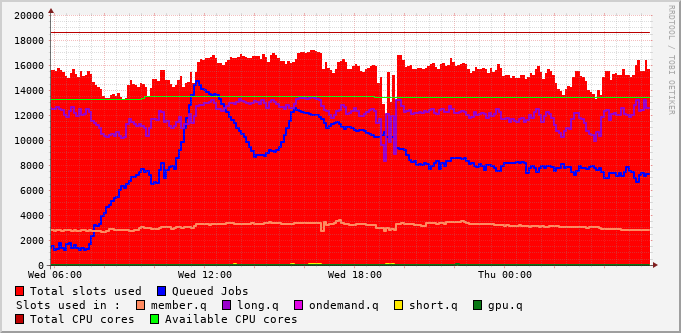 20000
18000
16000
14000
12000
10000
8000
6000
4000
2000
0
Wed 06:00 Wed 12:00 Wed 18:00 Thu 00:00
RRDTOOL / TOBI OETIKER
Total slots used Queued Jobs
Slots used in : member.q long.q ondemand.q short.q gpu.q
Total CPU cores Available CPU cores